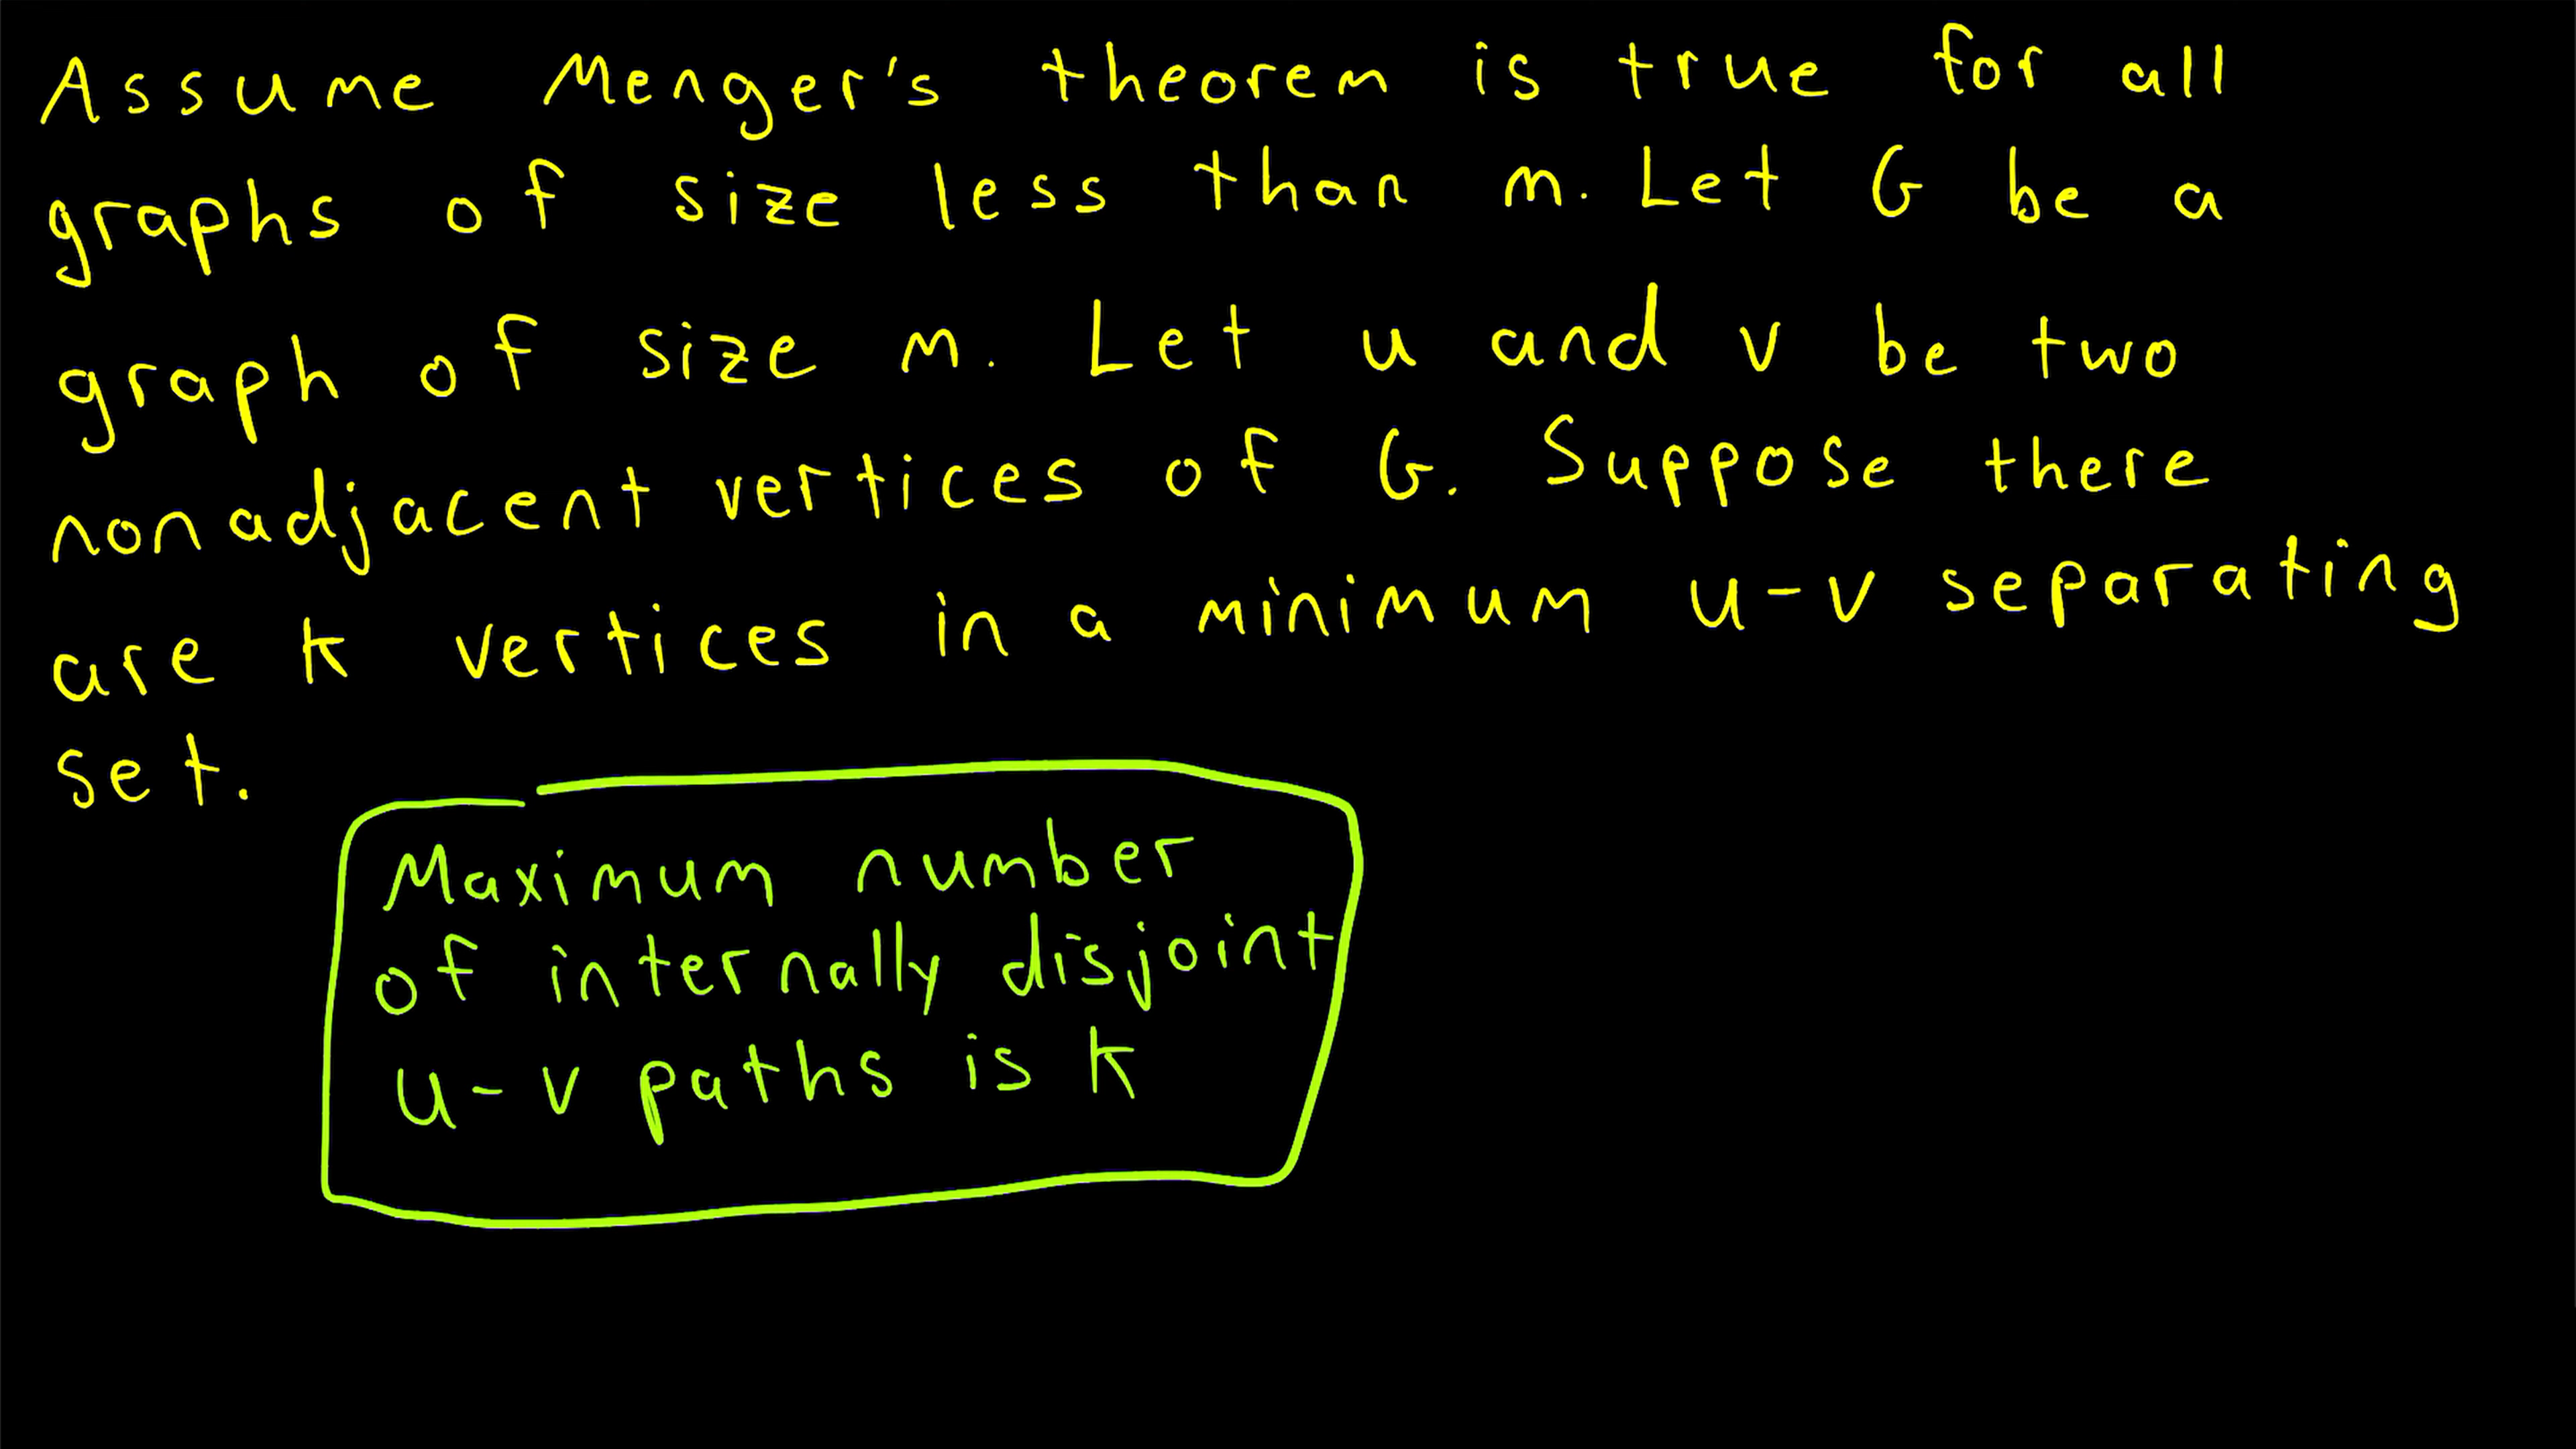 Assume Menger's theorem is true for all
graphs of size less than m. Let G be a
graph of size m. Let u and v be two
nonadjacent vertices of G. Suppose there
are k vertices in a minimum u-v separating
set.
Maximum number
of internally disjoint
u-v paths is k